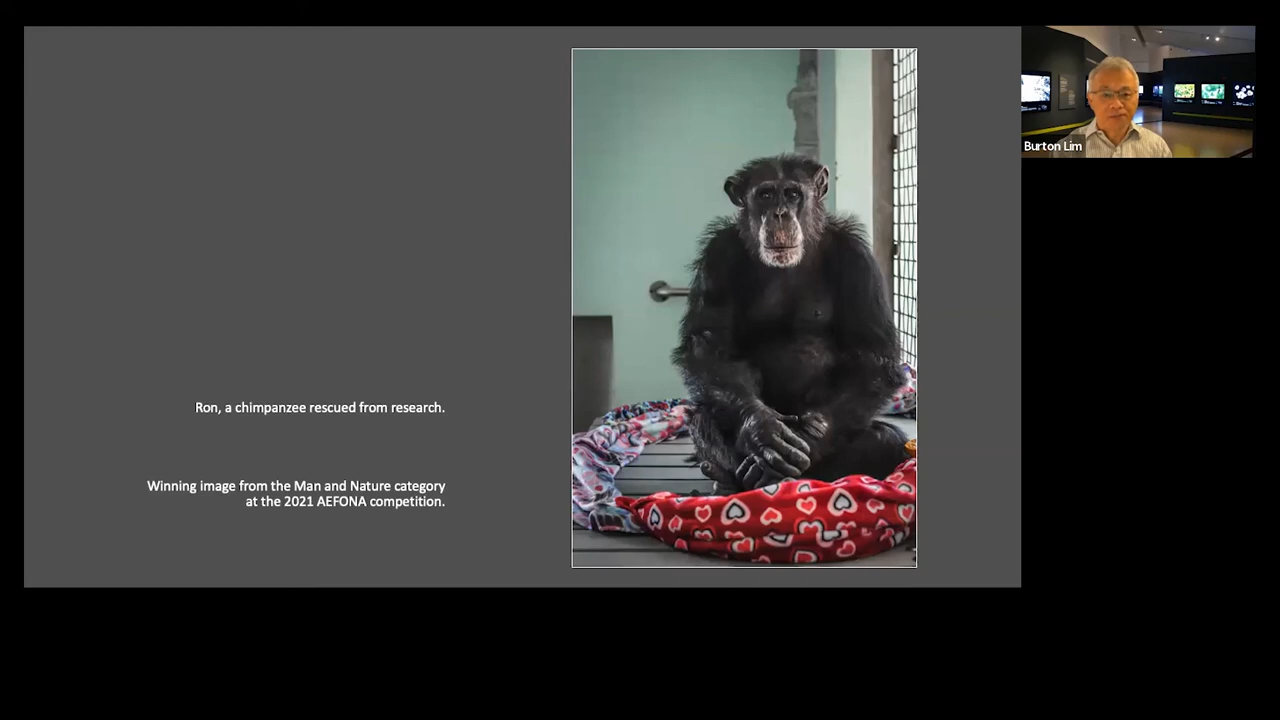 Ron, a chimpanzee rescued from research.
Winning image from the Man and Nature category
at the 2021 AEFONA competition.
Burton Lim